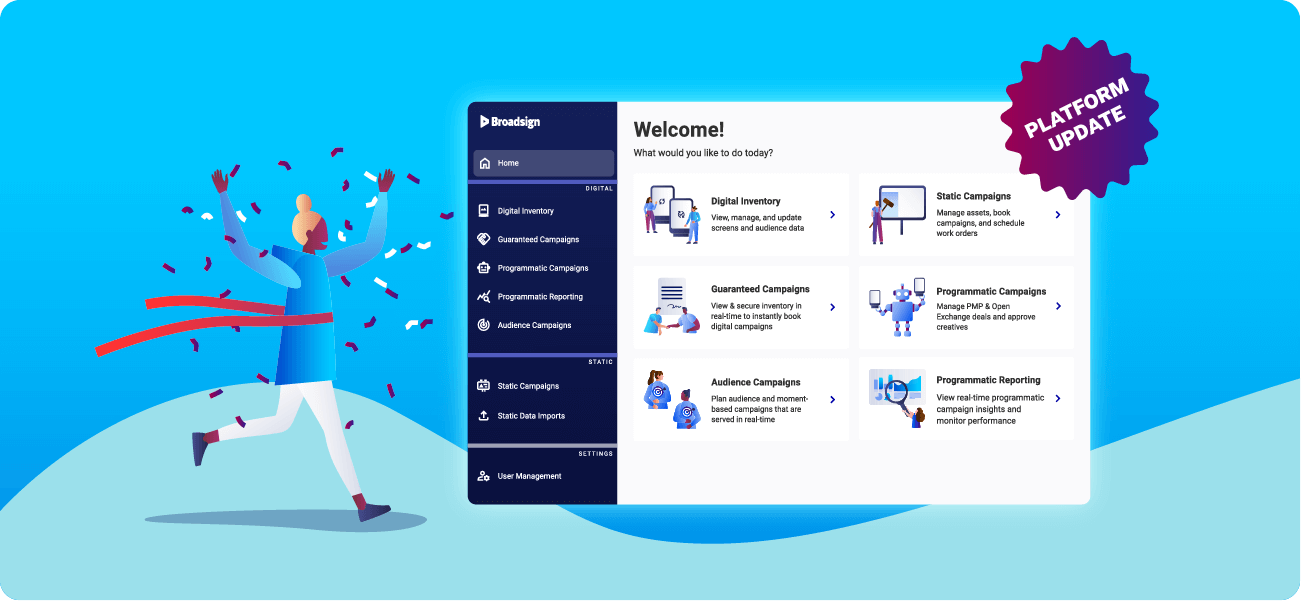 Broadsign
Home
DIGITAL
Digital Inventory
Guaranteed Campaigns
Programmatic Campaigns
Programmatic Reporting
Audience Campaigns
STATIC
Static Campaigns
Static Data Imports
SETTINGS
User Management
Welcome!
What would you like to do today?
Digital Inventory
View, manage, and update
screens and audience data
Static Campaigns
Manage assets, book
campaigns, and schedule
work orders
Guaranteed Campaigns
View & secure inventory in
real-time to instantly book
digital campaigns
Programmatic Campaigns
Manage PMP & Open
Exchange deals and approve
creatives
Audience Campaigns
Plan audience and moment-
based campaigns that are
served in real-time
Programmatic Reporting
View real-time programmatic
campaign insights and
monitor performance
PLATFORM
UPDATE